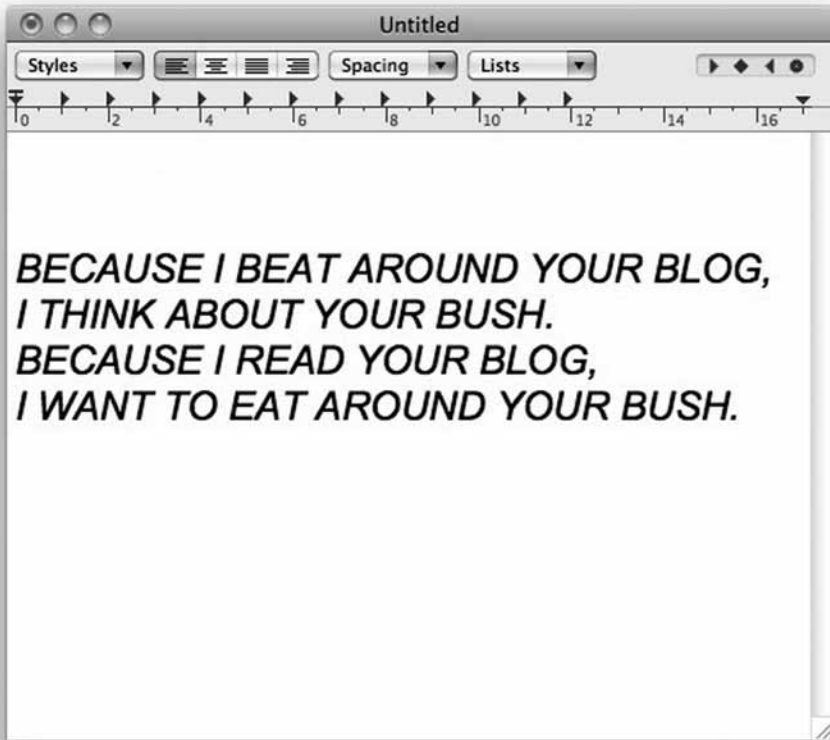 Untitled
Styles Spacing Lists
0 2 4 6 8 10 12 14 16
BECAUSE I BEAT AROUND YOUR BLOG,
I THINK ABOUT YOUR BUSH.
BECAUSE I READ YOUR BLOG,
I WANT TO EAT AROUND YOUR BUSH.